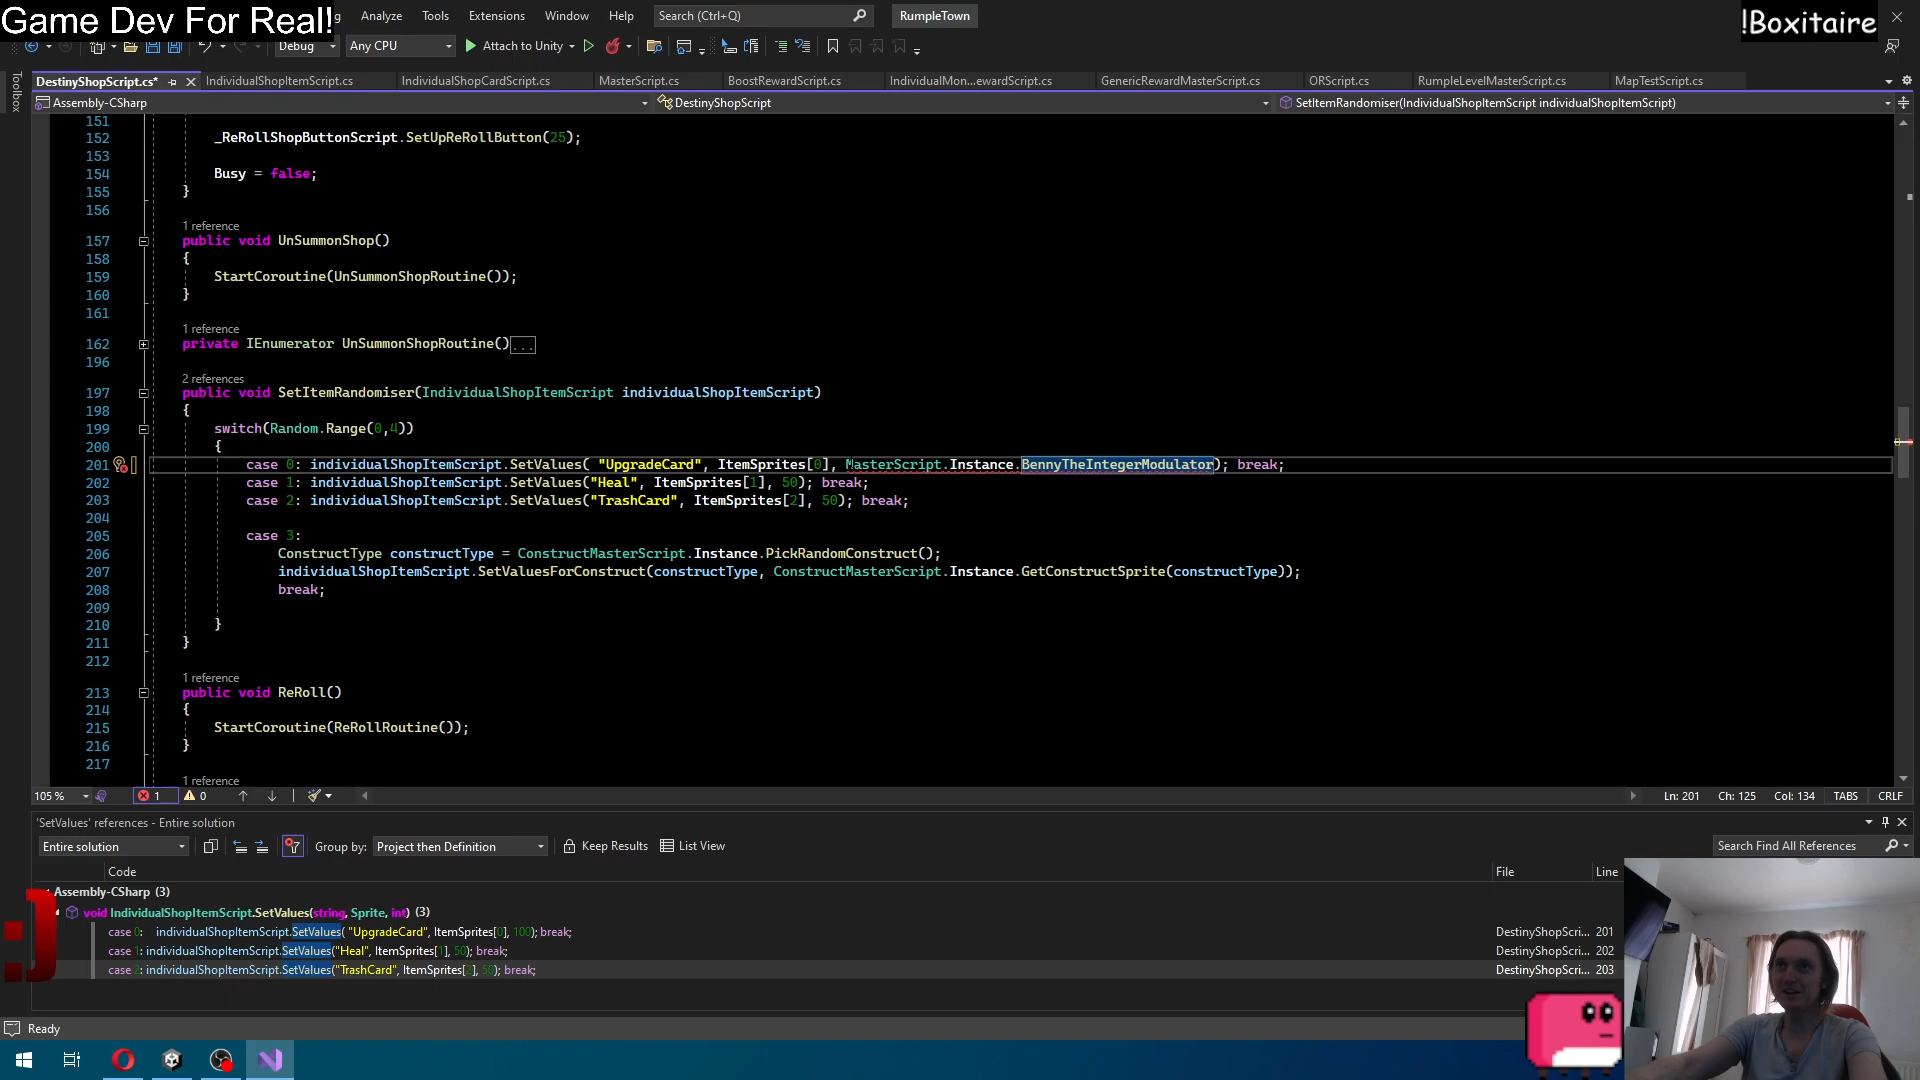 Game Dev For Real!
Analyze
Tools
Extensions
Window
Help
Search (Ctrl+Q)
RumpleTown
!Boxitaire
Debug
Any CPU
Attach to Unity
Toolbox
DestinyShopScript.cs*
IndividualShopItemScript.cs
IndividualShopCardScript.cs
MasterScript.cs
BoostRewardScript.cs
IndividualMon...ewardScript.cs
GenericRewardMasterScript.cs
ORScript.cs
RumpleLevelMasterScript.cs
MapTestScript.cs
Assembly-CSharp
DestinyShopScript
SetItemRandomiser(IndividualShopItemScript individualShopItemScript)
151
152 _ReRollShopButtonScript.SetUpReRollButton(25);
153
154 Busy = false;
155 }
156
1 reference
157 public void UnSummonShop()
158 {
159 StartCoroutine(UnSummonShopRoutine());
160 }
161
1 reference
162 private IEnumerator UnSummonShopRoutine()...
196
2 references
197 public void SetItemRandomiser(IndividualShopItemScript individualShopItemScript)
198 {
199 switch(Random.Range(0,4))
200 {
201 case 0: individualShopItemScript.SetValues( "UpgradeCard", ItemSprites[0], MasterScript.Instance.BennyTheIntegerModulator); break;
202 case 1: individualShopItemScript.SetValues("Heal", ItemSprites[1], 50); break;
203 case 2: individualShopItemScript.SetValues("TrashCard", ItemSprites[2], 50); break;
204
205 case 3:
206 ConstructType constructType = ConstructMasterScript.Instance.PickRandomConstruct();
207 individualShopItemScript.SetValuesForConstruct(constructType, ConstructMasterScript.Instance.GetConstructSprite(constructType));
208 break;
209
210 }
211 }
212
1 reference
213 public void ReRoll()
214 {
215 StartCoroutine(ReRollRoutine());
216 }
217
1 reference
105 %
1
0
Ln: 201
Ch: 125
Col: 134
TABS
CRLF
'SetValues' references - Entire solution
Entire solution
Group by:
Project then Definition
Keep Results
List View
Search Find All References
Code
File
Line
Assembly-CSharp (3)
void IndividualShopItemScript.SetValues(string, Sprite, int) (3)
case 0: individualShopItemScript.SetValues( "UpgradeCard", ItemSprites[0], 100); break;
DestinyShopScri... 201
case 1: individualShopItemScript.SetValues("Heal", ItemSprites[1], 50); break;
DestinyShopScri... 202
case 2: individualShopItemScript.SetValues("TrashCard", ItemSprites[2], 50); break;
DestinyShopScri... 203
Ready